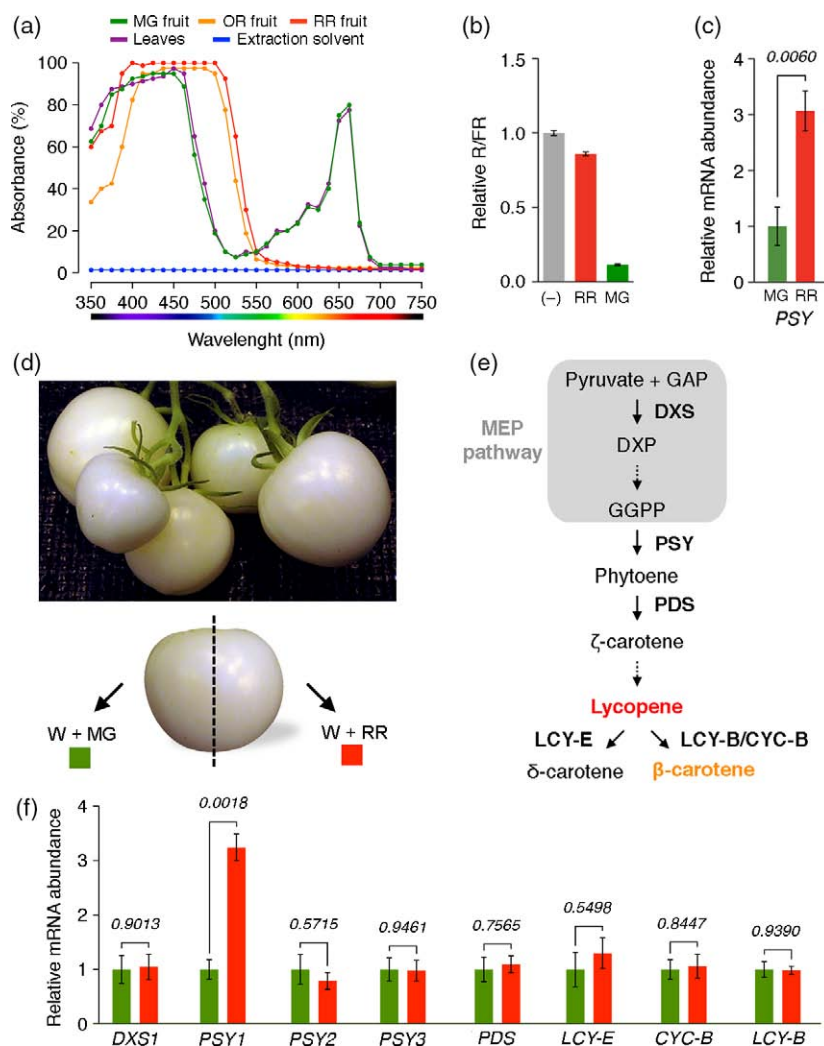 (a)
MG fruit OR fruit RR fruit
Leaves Extraction solvent
Absorbance (%)
100
80
60
40
20
0
350 400 450 500 550 600 650 700 750
Wavelenght (nm)
(b)
Relative R/FR
1.5
1.0
0.5
0.0
(–) RR MG
(c)
Relative mRNA abundance
0.0060
4
3
2
1
0
MG RR
PSY
(d)
W + MG
W + RR
(e)
MEP
pathway
Pyruvate + GAP
DXS
DXP
GGPP
PSY
Phytoene
PDS
ζ-carotene
Lycopene
LCY-E LCY-B/CYC-B
δ-carotene β-carotene
(f)
Relative mRNA abundance
4
2
1
0
0.9013
0.0018
0.5715
0.9461
0.7565
0.5498
0.8447
0.9390
DXS1 PSY1 PSY2 PSY3 PDS LCY-E CYC-B LCY-B